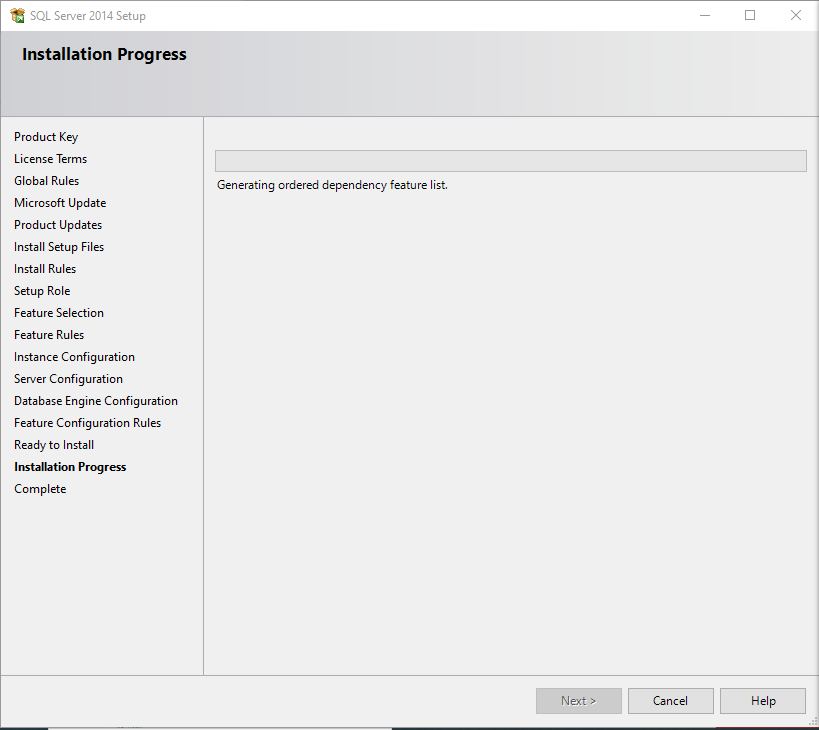 SQL Server 2014 Setup
Installation Progress
Product Key
License Terms
Global Rules
Microsoft Update
Product Updates
Install Setup Files
Install Rules
Setup Role
Feature Selection
Feature Rules
Instance Configuration
Server Configuration
Database Engine Configuration
Feature Configuration Rules
Ready to Install
Installation Progress
Complete
Generating ordered dependency feature list.
Next >
Cancel
Help